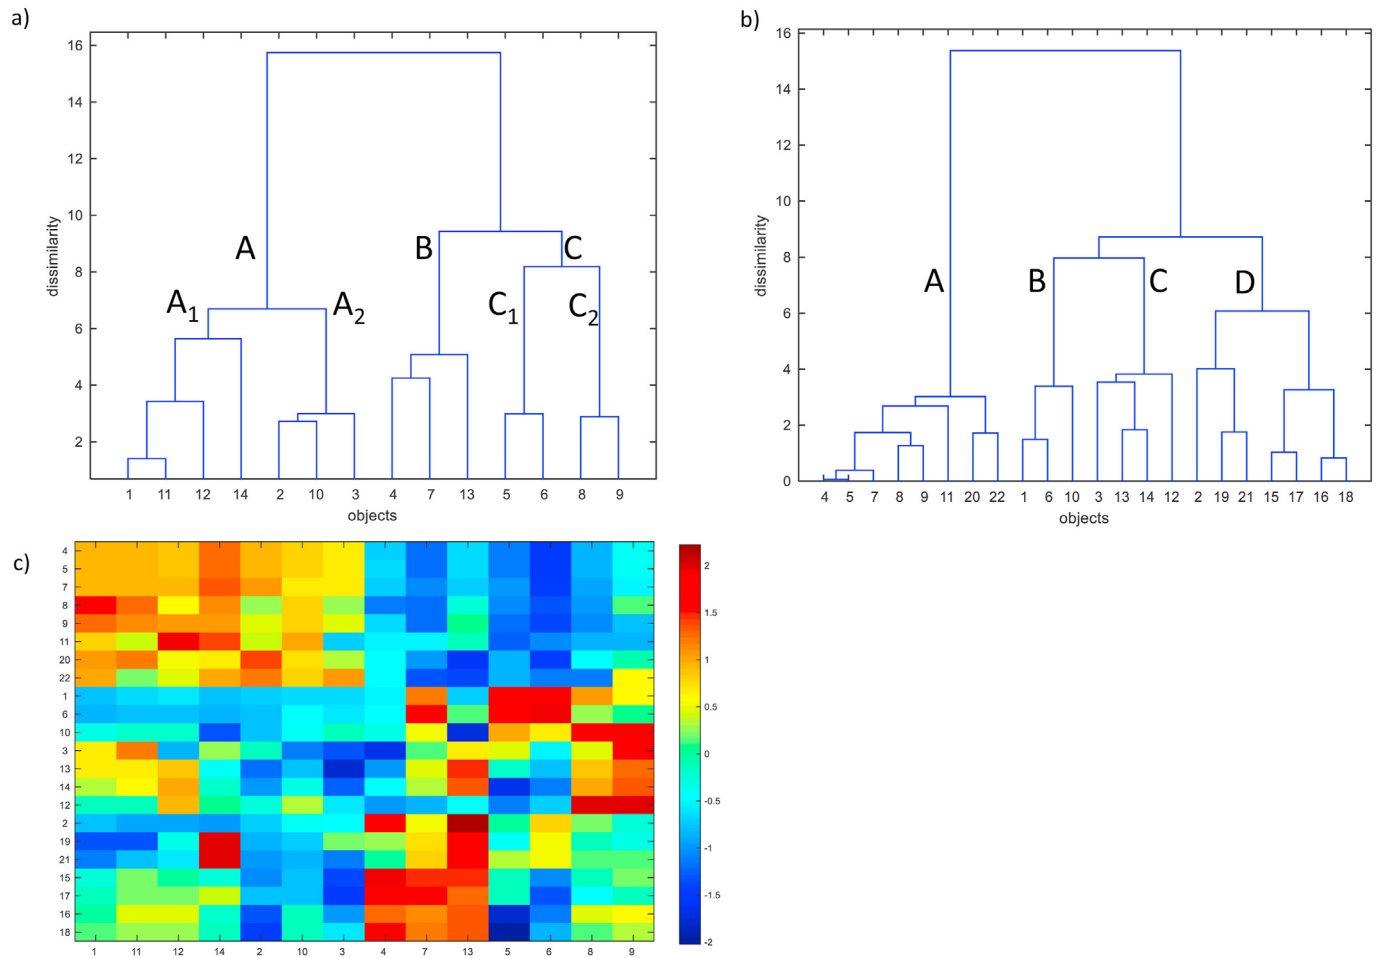 a)
16
14
12
10
8
6
4
2
dissimilarity
A
B
C
A1
A2
C1
C2
1 11 12 14 2 10 3 4 7 13 5 6 8 9
objects
b)
16
14
12
10
8
6
4
2
0
dissimilarity
A
B
C
D
4 5 7 8 9 11 20 22 1 6 10 3 13 14 12 2 19 21 15 17 16 18
objects
c)
4
5
7
8
9
11
20
22
1
6
10
3
13
14
12
2
19
21
15
17
16
18
1 11 12 14 2 10 3 4 7 13 5 6 8 9
2
1.5
1
0.5
0
-0.5
-1
-1.5
-2